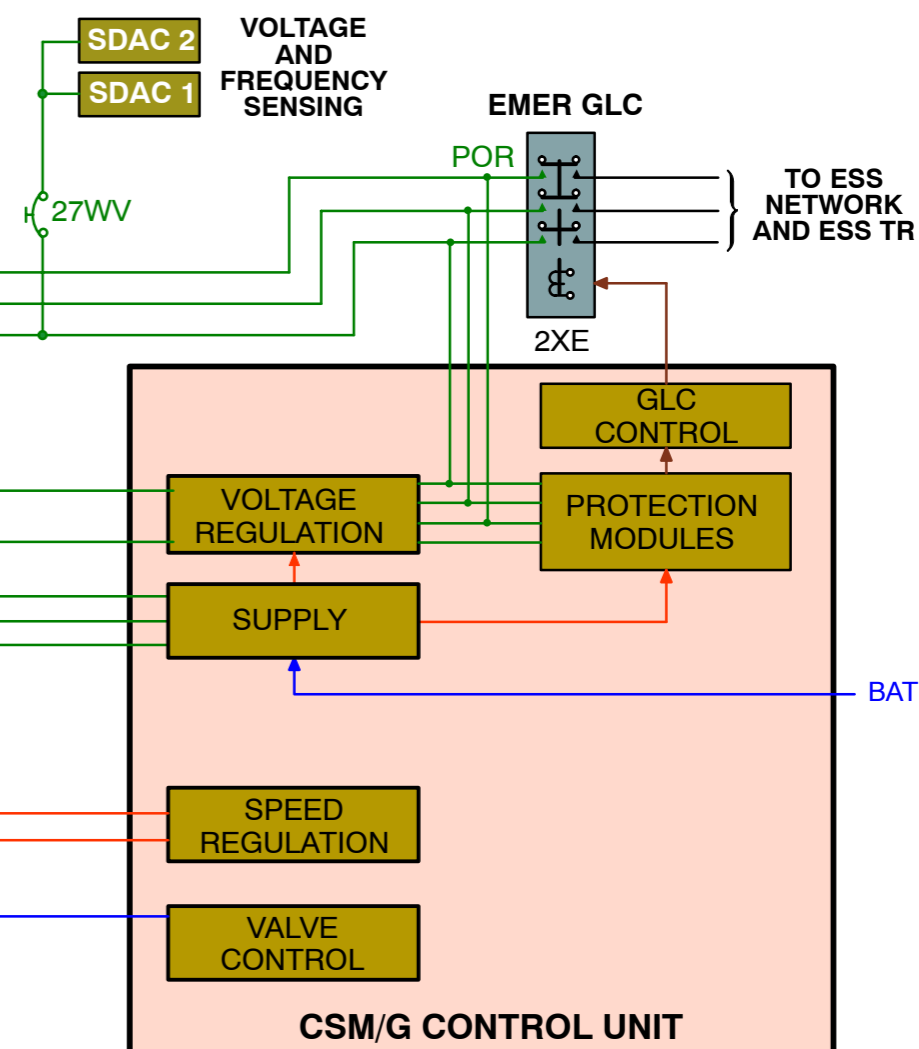 SDAC 2
SDAC 1
VOLTAGE
AND
FREQUENCY
SENSING
EMER GLC
POR
27WV
TO ESS
NETWORK
AND ESS TR
2XE
GLC
CONTROL
VOLTAGE
REGULATION
PROTECTION
MODULES
SUPPLY
BAT
SPEED
REGULATION
VALVE
CONTROL
CSM/G CONTROL UNIT